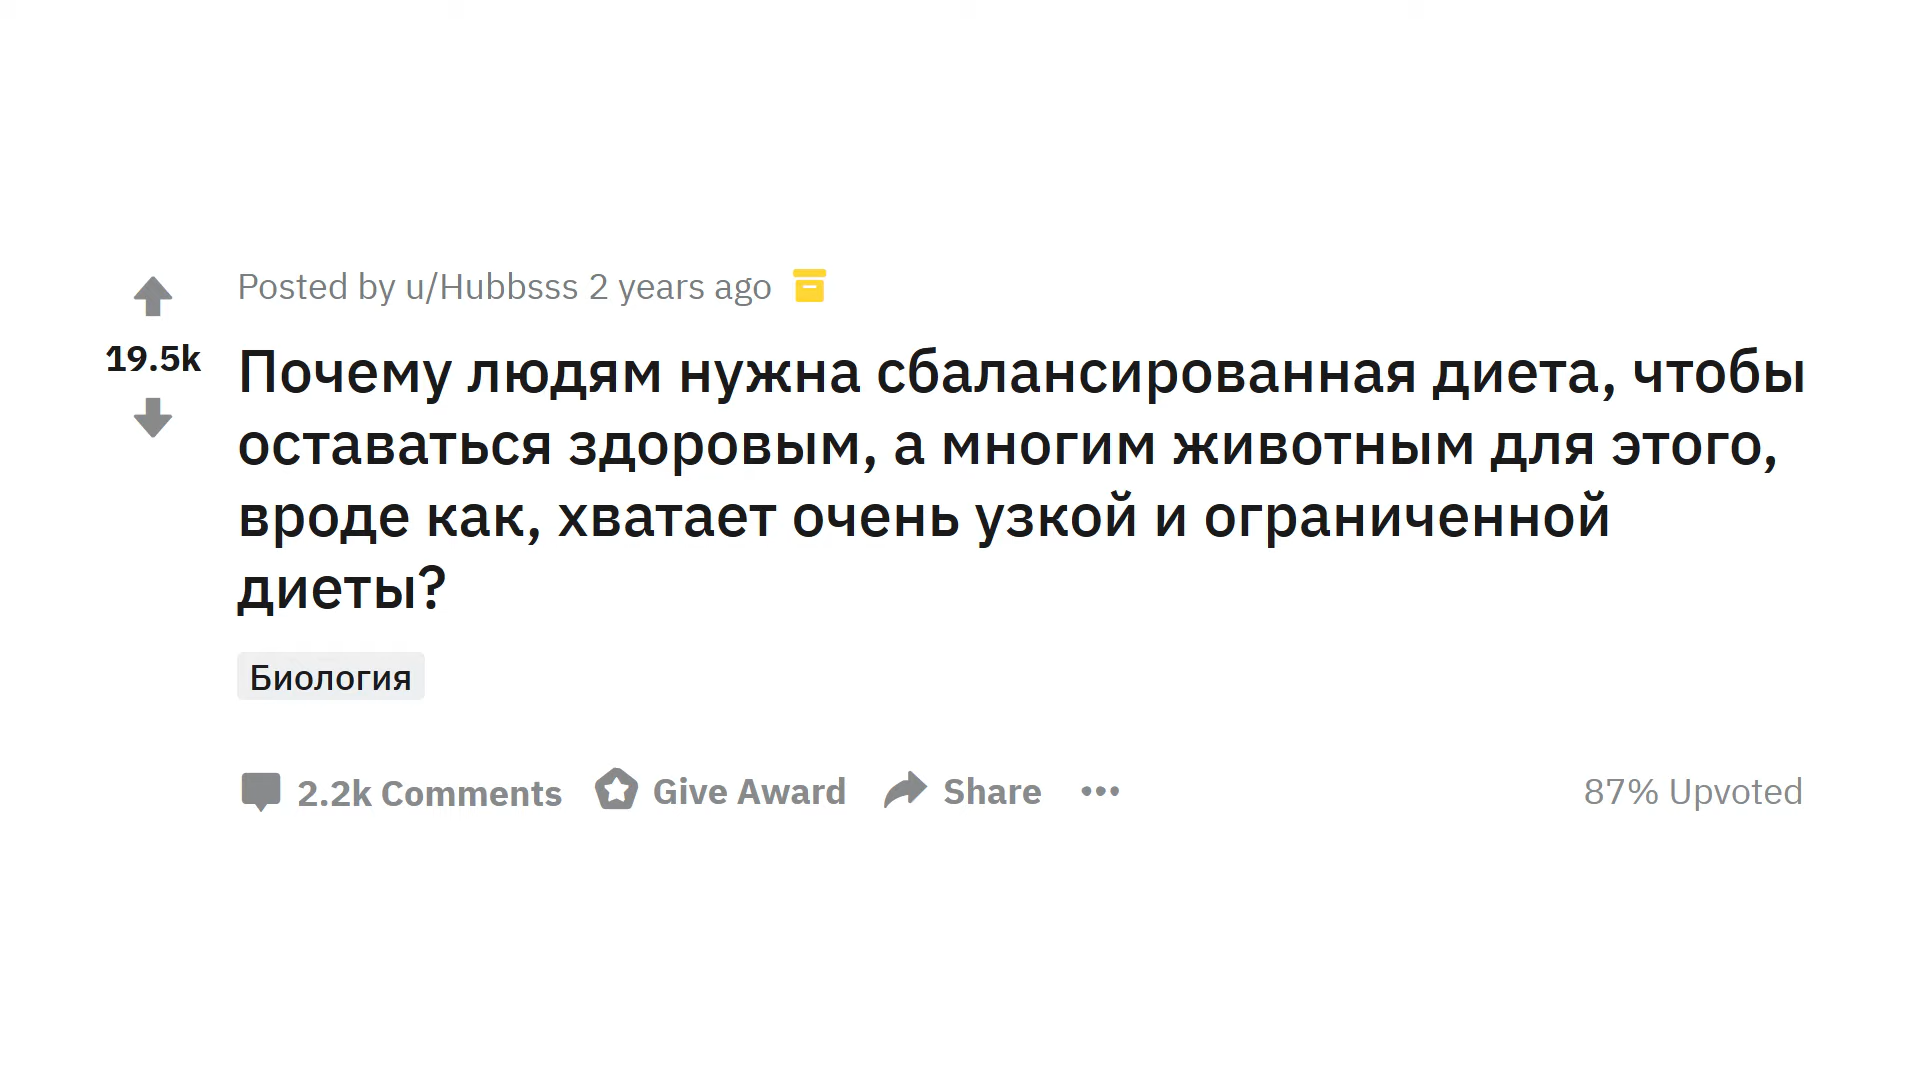 Posted by u/Hubbsss 2 years ago
19.5k
Почему людям нужна сбалансированная диета, чтобы
оставаться здоровым, а многим животным для этого,
вроде как, хватает очень узкой и ограниченной
диеты?
Биология
2.2k Comments Give Award Share 87% Upvoted